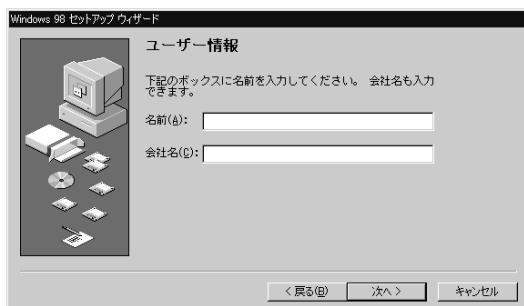 Windows 98 セットアップ ウィザード
ユーザー情報
下記のボックスに名前を入力してください。 会社名も入力
できます。
名前(A):
会社名(C):
< 戻る(B)
次へ >
キャンセル